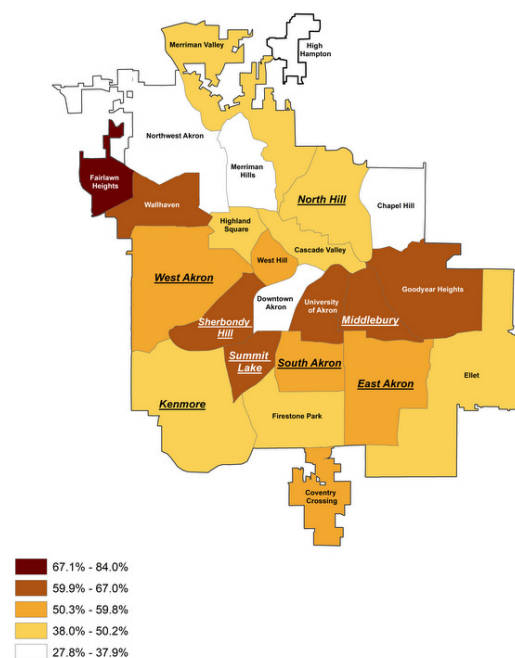 Merriman Valley
High
Hampton
Northwest Akron
Merriman
Hills
Fairlawn
Heights
Wallhaven
North Hill
Chapel Hill
Highland
Square
Cascade Valley
West Hill
West Akron
Goodyear Heights
Downtown
Akron
University
of Akron
Middlebury
Sherbondy
Hill
Summit
Lake
South Akron
East Akron
Ellet
Kenmore
Firestone Park
Coventry
Crossing
67.1% - 84.0%
59.9% - 67.0%
50.3% - 59.8%
38.0% - 50.2%
27.8% - 37.9%